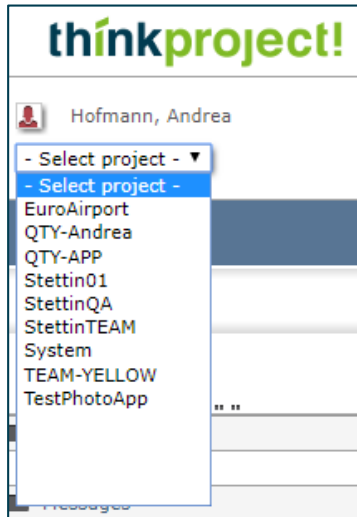 thinkproject!
Hofmann, Andrea
- Select project -
- Select project -
EuroAirport
QTY-Andrea
QTY-APP
Stettin01
StettinQA
StettinTEAM
System
TEAM-YELLOW
TestPhotoApp
Messages